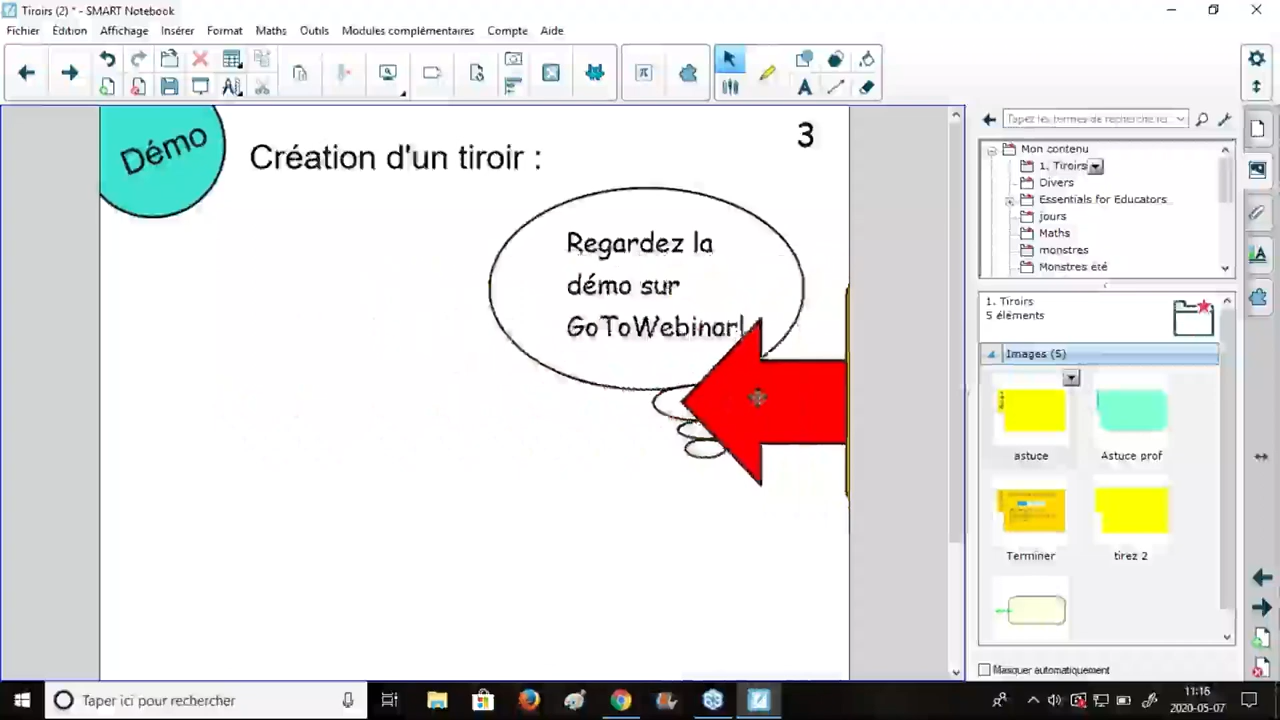 Tiroirs (2) * - SMART Notebook
Fichier Édition Affichage Insérer Format Maths Outils Modules complémentaires Compte Aide
Démo
Création d'un tiroir :
3
Regardez la
démo sur
GoToWebinar!
Mon contenu
1. Tiroirs
Divers
Essentials for Educators
jours
Maths
monstres
Monstres été
1. Tiroirs
5 éléments
Images (5)
astuce
Astuce prof
Terminer
tirez 2
Masquer automatiquement
Taper ici pour rechercher
11:16
2020-05-07